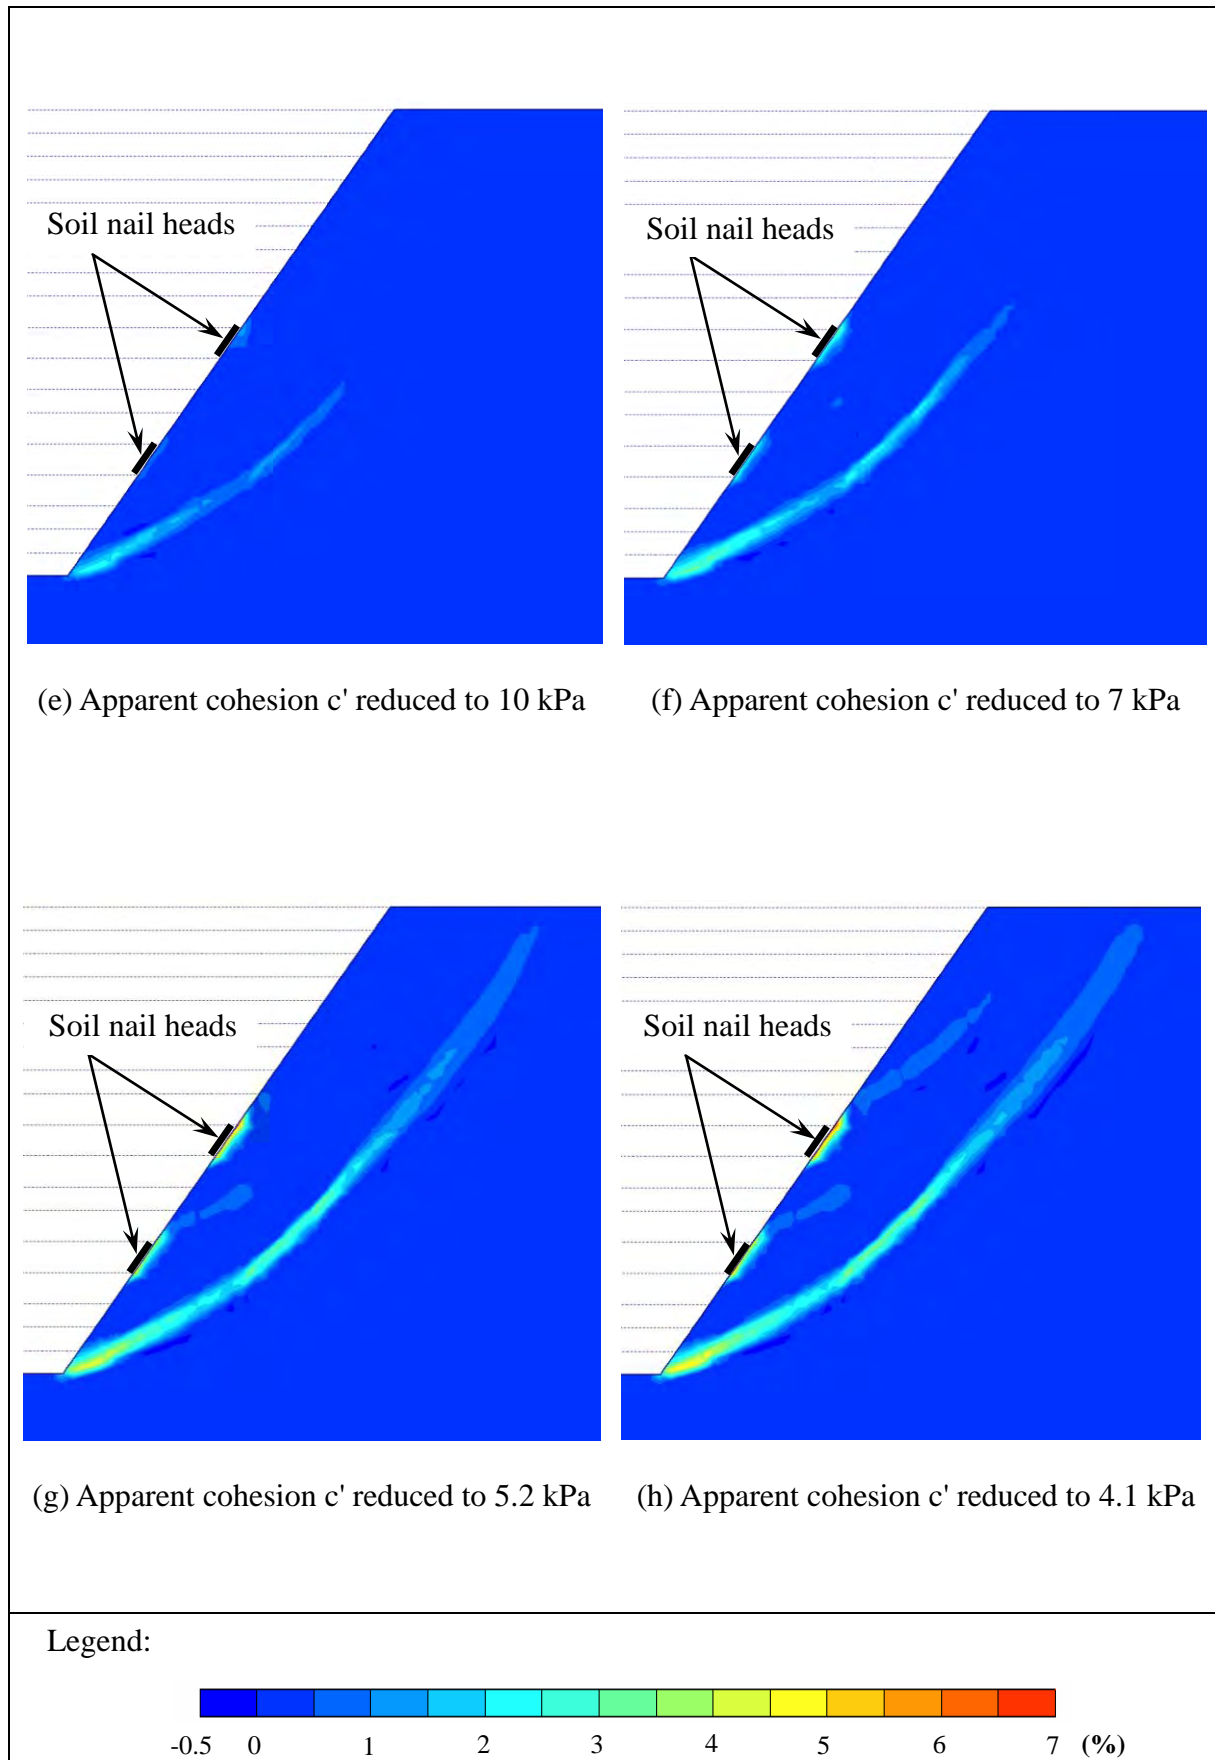 Soil nail heads
Soil nail heads
(e) Apparent cohesion c' reduced to 10 kPa
(f) Apparent cohesion c' reduced to 7 kPa
Soil nail heads
Soil nail heads
(g) Apparent cohesion c' reduced to 5.2 kPa
(h) Apparent cohesion c' reduced to 4.1 kPa
Legend:
-0.5 0 1 2 3 4 5 6 7 (%)